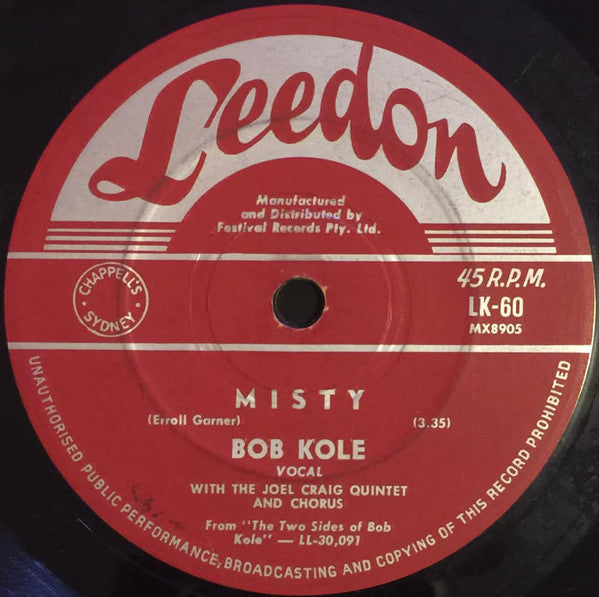 Leedon
Manufactured
and Distributed by
Festival Records Pty. Ltd.
CHAPPELL'S
SYDNEY
45 R.P.M.
LK-60
MX8905
MISTY
(Erroll Garner)
(3.35)
BOB KOLE
VOCAL
WITH THE JOEL CRAIG QUINTET
AND CHORUS
From "The Two Sides of Bob
Kole" — LL-30,091
UNAUTHORISED PUBLIC PERFORMANCE, BROADCASTING AND COPYING OF THIS RECORD PROHIBITED